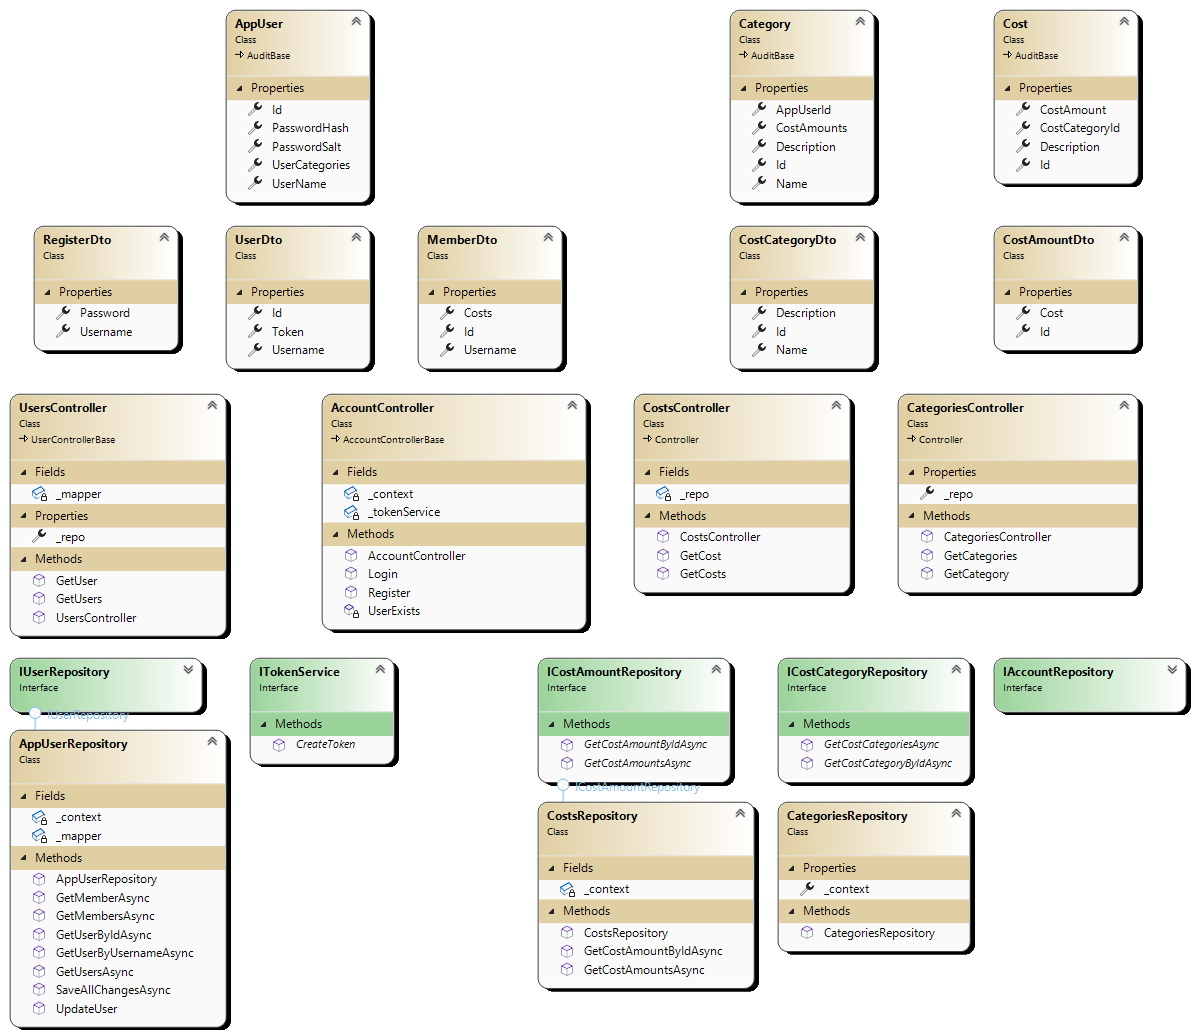 AppUser
Class
AuditBase
Properties
Id
PasswordHash
PasswordSalt
UserCategories
UserName
Category
Class
AuditBase
Properties
AppUserId
CostAmounts
Description
Id
Name
Cost
Class
AuditBase
Properties
CostAmount
CostCategoryId
Description
Id
RegisterDto
Class
Properties
Password
Username
UserDto
Class
Properties
Id
Token
Username
MemberDto
Class
Properties
Costs
Id
Username
CostCategoryDto
Class
Properties
Description
Id
Name
CostAmountDto
Class
Properties
Cost
Id
UsersController
Class
UserControllerBase
Fields
_mapper
Properties
_repo
Methods
GetUser
GetUsers
UsersController
AccountController
Class
AccountControllerBase
Fields
_context
_tokenService
Methods
AccountController
Login
Register
UserExists
CostsController
Class
Controller
Fields
_repo
Methods
CostsController
GetCost
GetCosts
CategoriesController
Class
Controller
Properties
_repo
Methods
CategoriesController
GetCategories
GetCategory
IUserRepository
Interface
ITokenService
Interface
Methods
CreateToken
ICostAmountRepository
Interface
Methods
GetCostAmountByIdAsync
GetCostAmountsAsync
ICostCategoryRepository
Interface
Methods
GetCostCategoriesAsync
GetCostCategoryByIdAsync
IAccountRepository
Interface
IUserRepository
AppUserRepository
Class
Fields
_context
_mapper
Methods
AppUserRepository
GetMemberAsync
GetMembersAsync
GetUserByIdAsync
GetUserByUsernameAsync
GetUsersAsync
SaveAllChangesAsync
UpdateUser
ICostAmountRepository
CostsRepository
Class
Fields
_context
Methods
CostsRepository
GetCostAmountByIdAsync
GetCostAmountsAsync
CategoriesRepository
Class
Properties
_context
Methods
CategoriesRepository